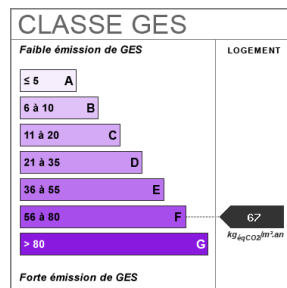 CLASSE GES
Faible émission de GES
LOGEMENT
≤ 5 A
6 à 10 B
11 à 20 C
21 à 35 D
36 à 55 E
56 à 80 F
67
kgéqCO2/m².an
> 80 G
Forte émission de GES